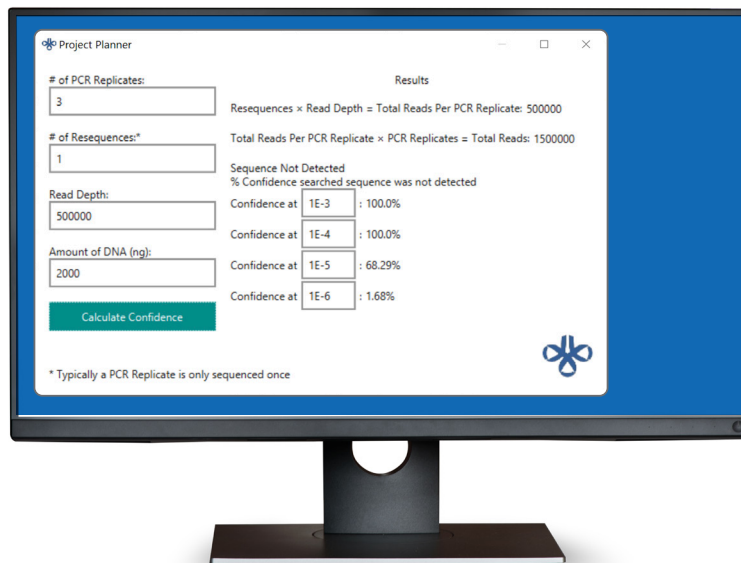 Project Planner
# of PCR Replicates:
3
# of Resequences:*
1
Read Depth:
500000
Amount of DNA (ng):
2000
Calculate Confidence
* Typically a PCR Replicate is only sequenced once
Results
Resequences × Read Depth = Total Reads Per PCR Replicate: 500000
Total Reads Per PCR Replicate × PCR Replicates = Total Reads: 1500000
Sequence Not Detected
% Confidence searched sequence was not detected
Confidence at 1E-3 : 100.0%
Confidence at 1E-4 : 100.0%
Confidence at 1E-5 : 68.29%
Confidence at 1E-6 : 1.68%